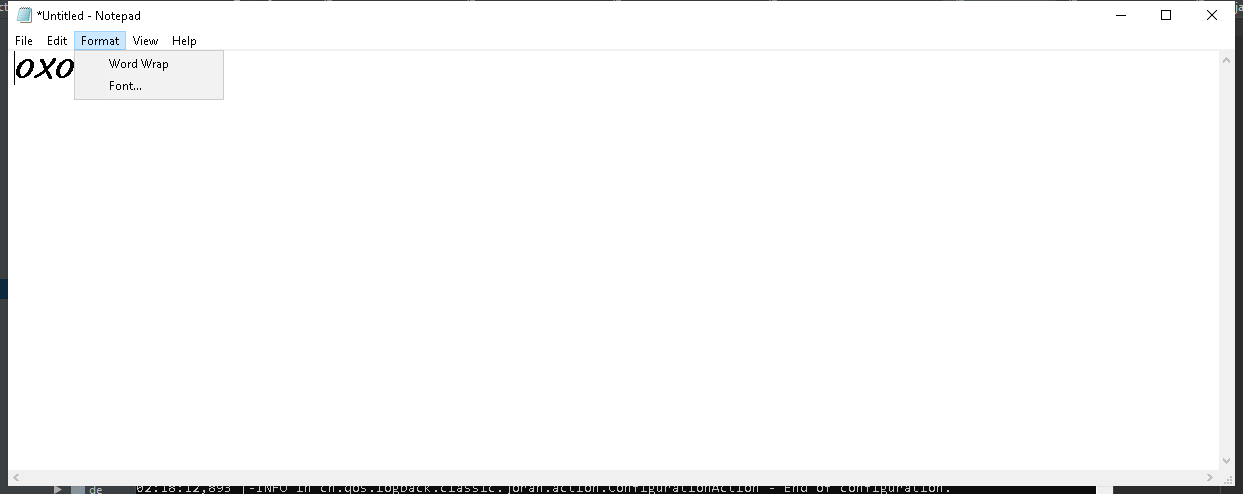 *Untitled - Notepad
File Edit Format View Help
oxo
Word Wrap
Font...
de
02:18:12,893 |-INFO in ch.qos.logback.classic.joran.action.ConfigurationAction - End of configuration.